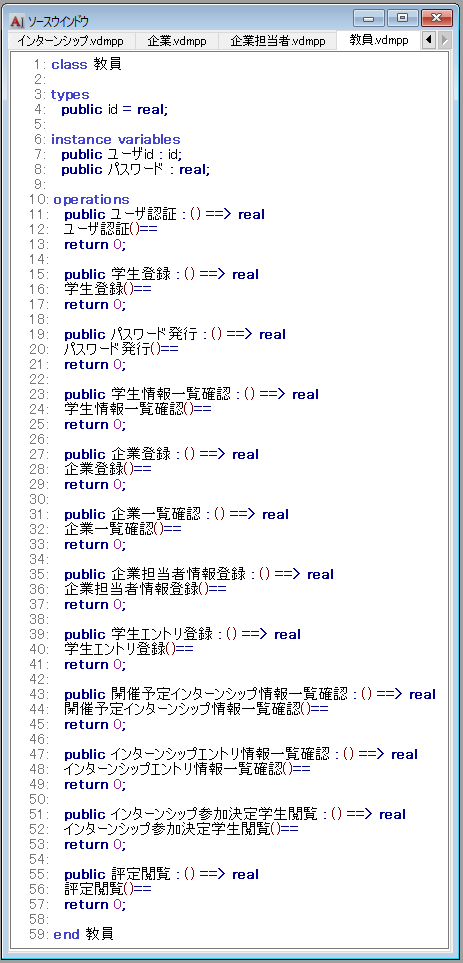 ソースウインドウ
インターンシップ.vdmpp 企業.vdmpp 企業担当者.vdmpp 教員.vdmpp
1: class 教員
2:
3: types
4: public id = real;
5:
6: instance variables
7: public ユーザid : id;
8: public パスワード : real;
9:
10: operations
11: public ユーザ認証 : () ==> real
12: ユーザ認証()==
13: return 0;
14:
15: public 学生登録 : () ==> real
16: 学生登録()==
17: return 0;
18:
19: public パスワード発行 : () ==> real
20: パスワード発行()==
21: return 0;
22:
23: public 学生情報一覧確認 : () ==> real
24: 学生情報一覧確認()==
25: return 0;
26:
27: public 企業登録 : () ==> real
28: 企業登録()==
29: return 0;
30:
31: public 企業一覧確認 : () ==> real
32: 企業一覧確認()==
33: return 0;
34:
35: public 企業担当者情報登録 : () ==> real
36: 企業担当者情報登録()==
37: return 0;
38:
39: public 学生エントリ登録 : () ==> real
40: 学生エントリ登録()==
41: return 0;
42:
43: public 開催予定インターンシップ情報一覧確認 : () ==> real
44: 開催予定インターンシップ情報一覧確認()==
45: return 0;
46:
47: public インターンシップエントリ情報一覧確認 : () ==> real
48: インターンシップエントリ情報一覧確認()==
49: return 0;
50:
51: public インターンシップ参加決定学生閲覧 : () ==> real
52: インターンシップ参加決定学生閲覧()==
53: return 0;
54:
55: public 評定閲覧 : () ==> real
56: 評定閲覧()==
57: return 0;
58:
59: end 教員